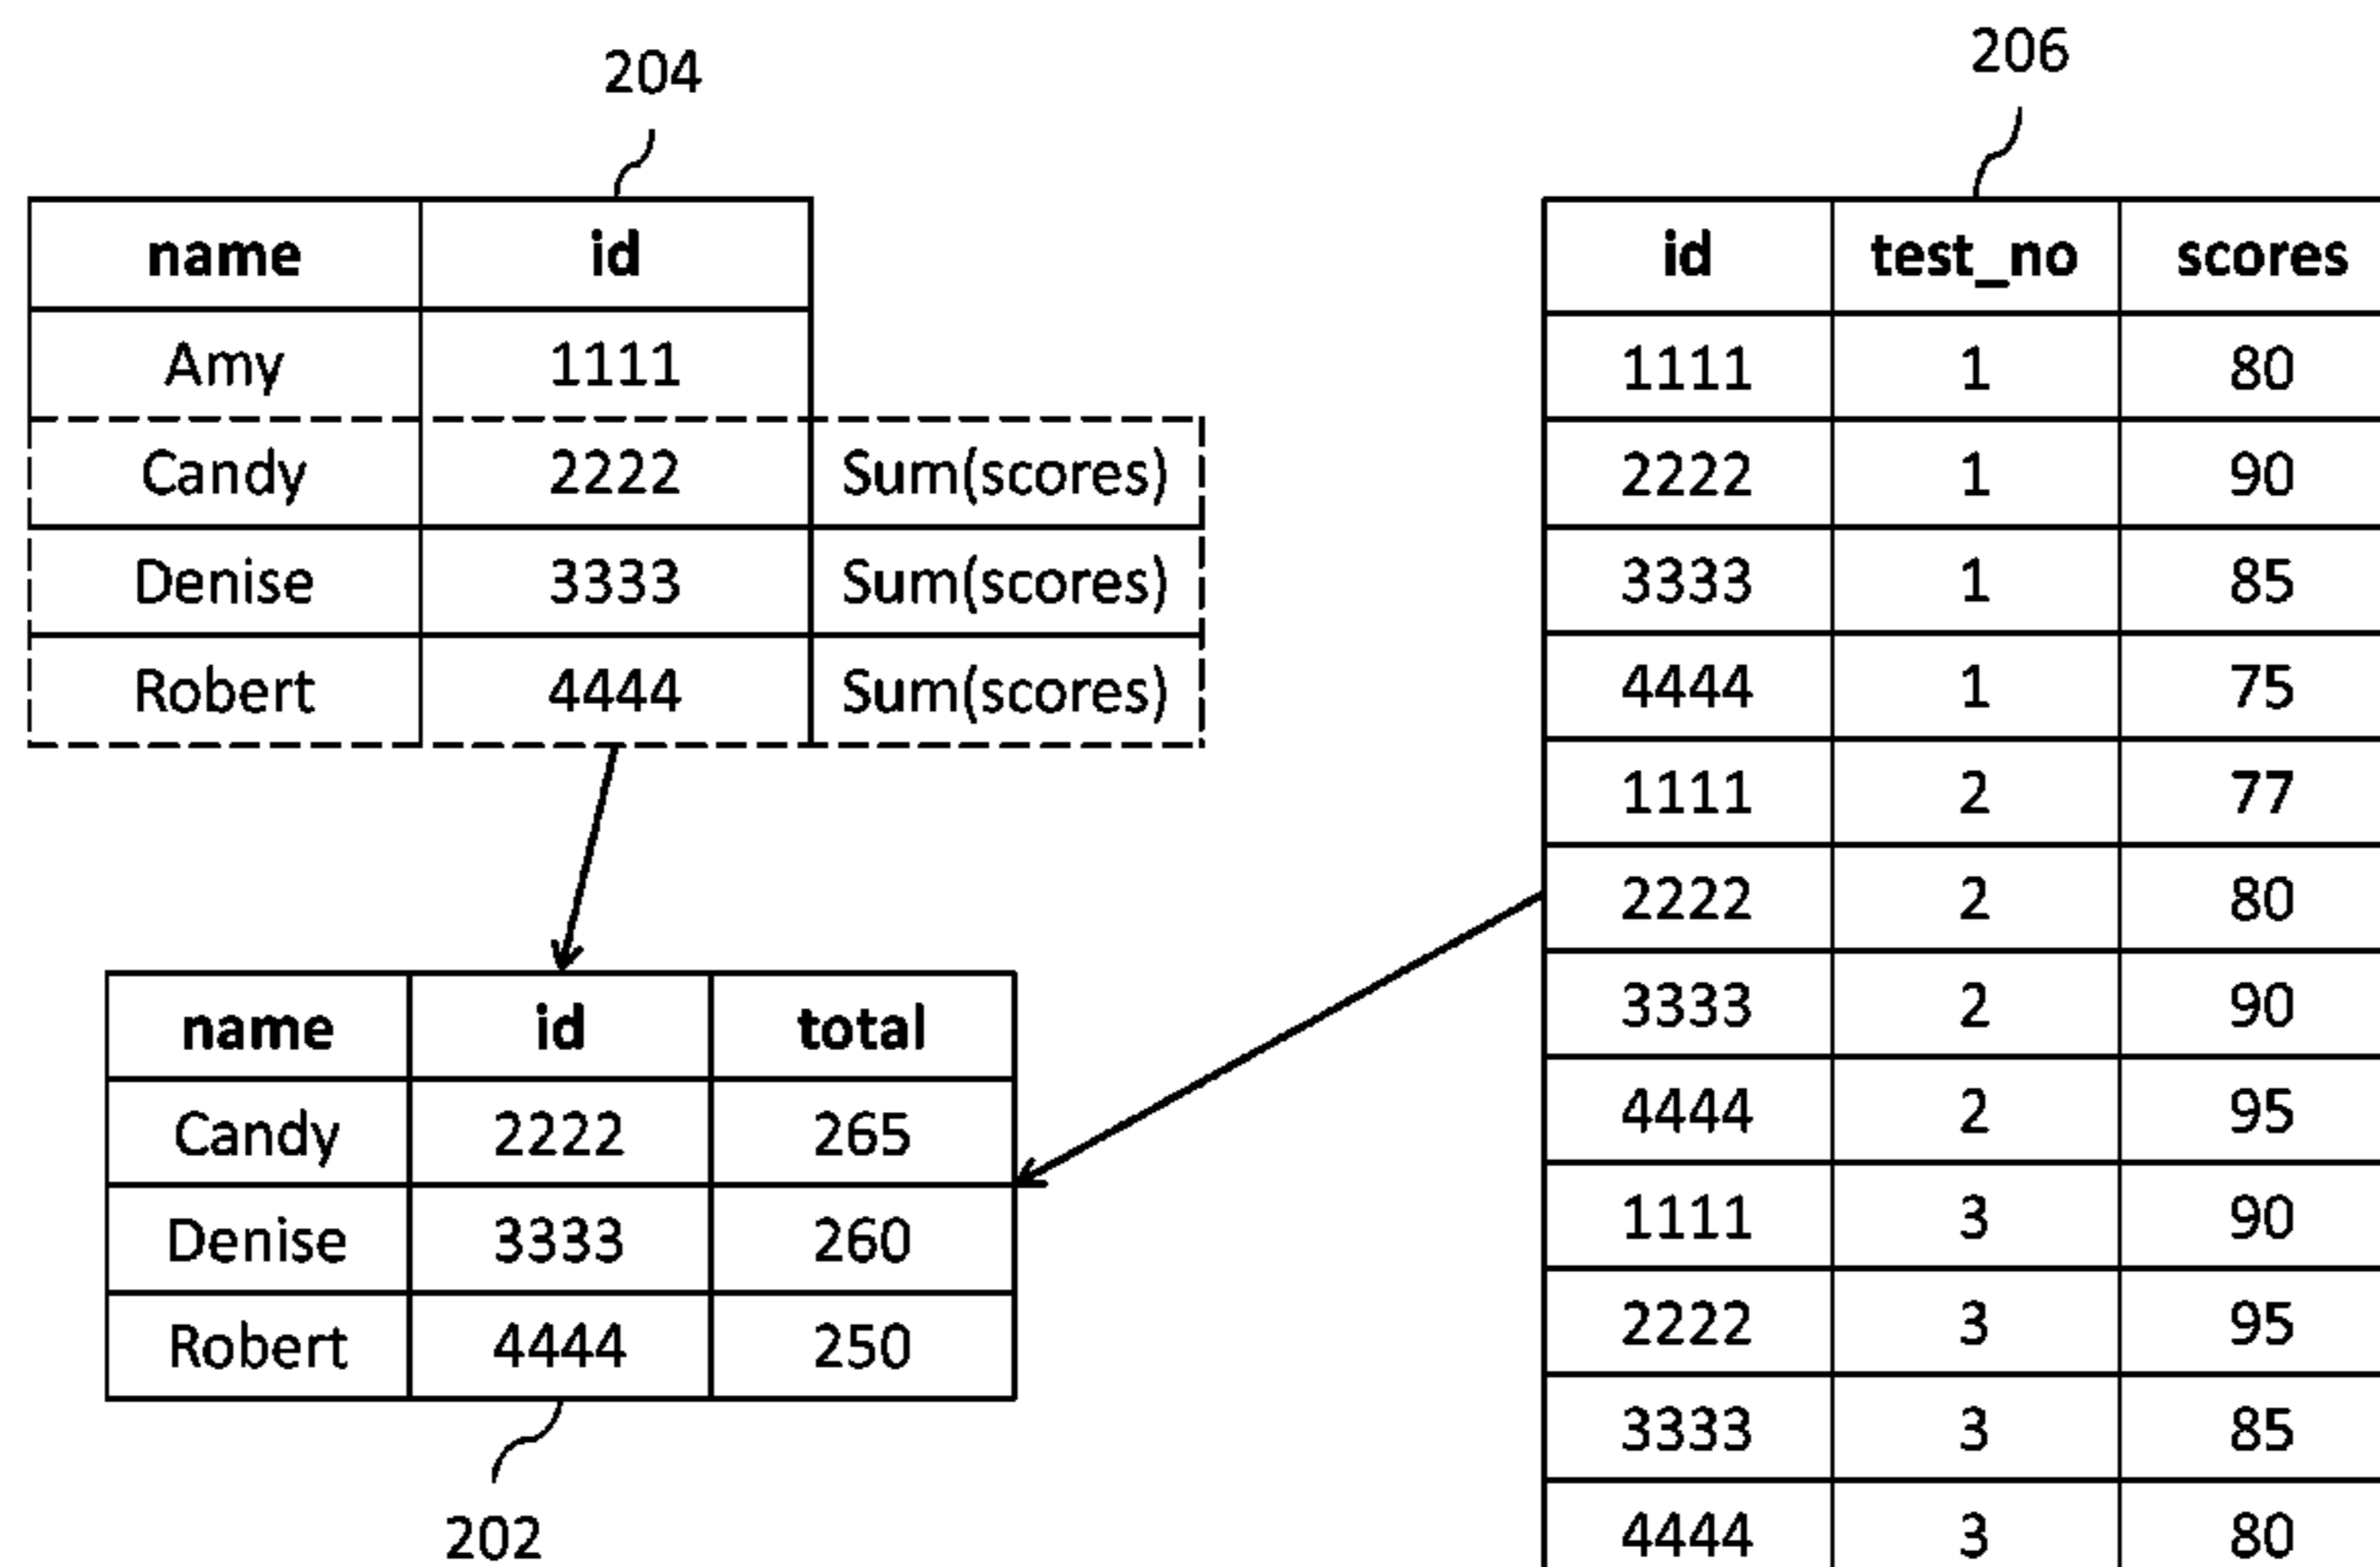 204
name id
Amy 1111
Candy 2222 Sum(scores)
Denise 3333 Sum(scores)
Robert 4444 Sum(scores)
206
id test_no scores
1111 1 80
2222 1 90
3333 1 85
4444 1 75
1111 2 77
2222 2 80
3333 2 90
4444 2 95
1111 3 90
2222 3 95
3333 3 85
4444 3 80
name id total
Candy 2222 265
Denise 3333 260
Robert 4444 250
202